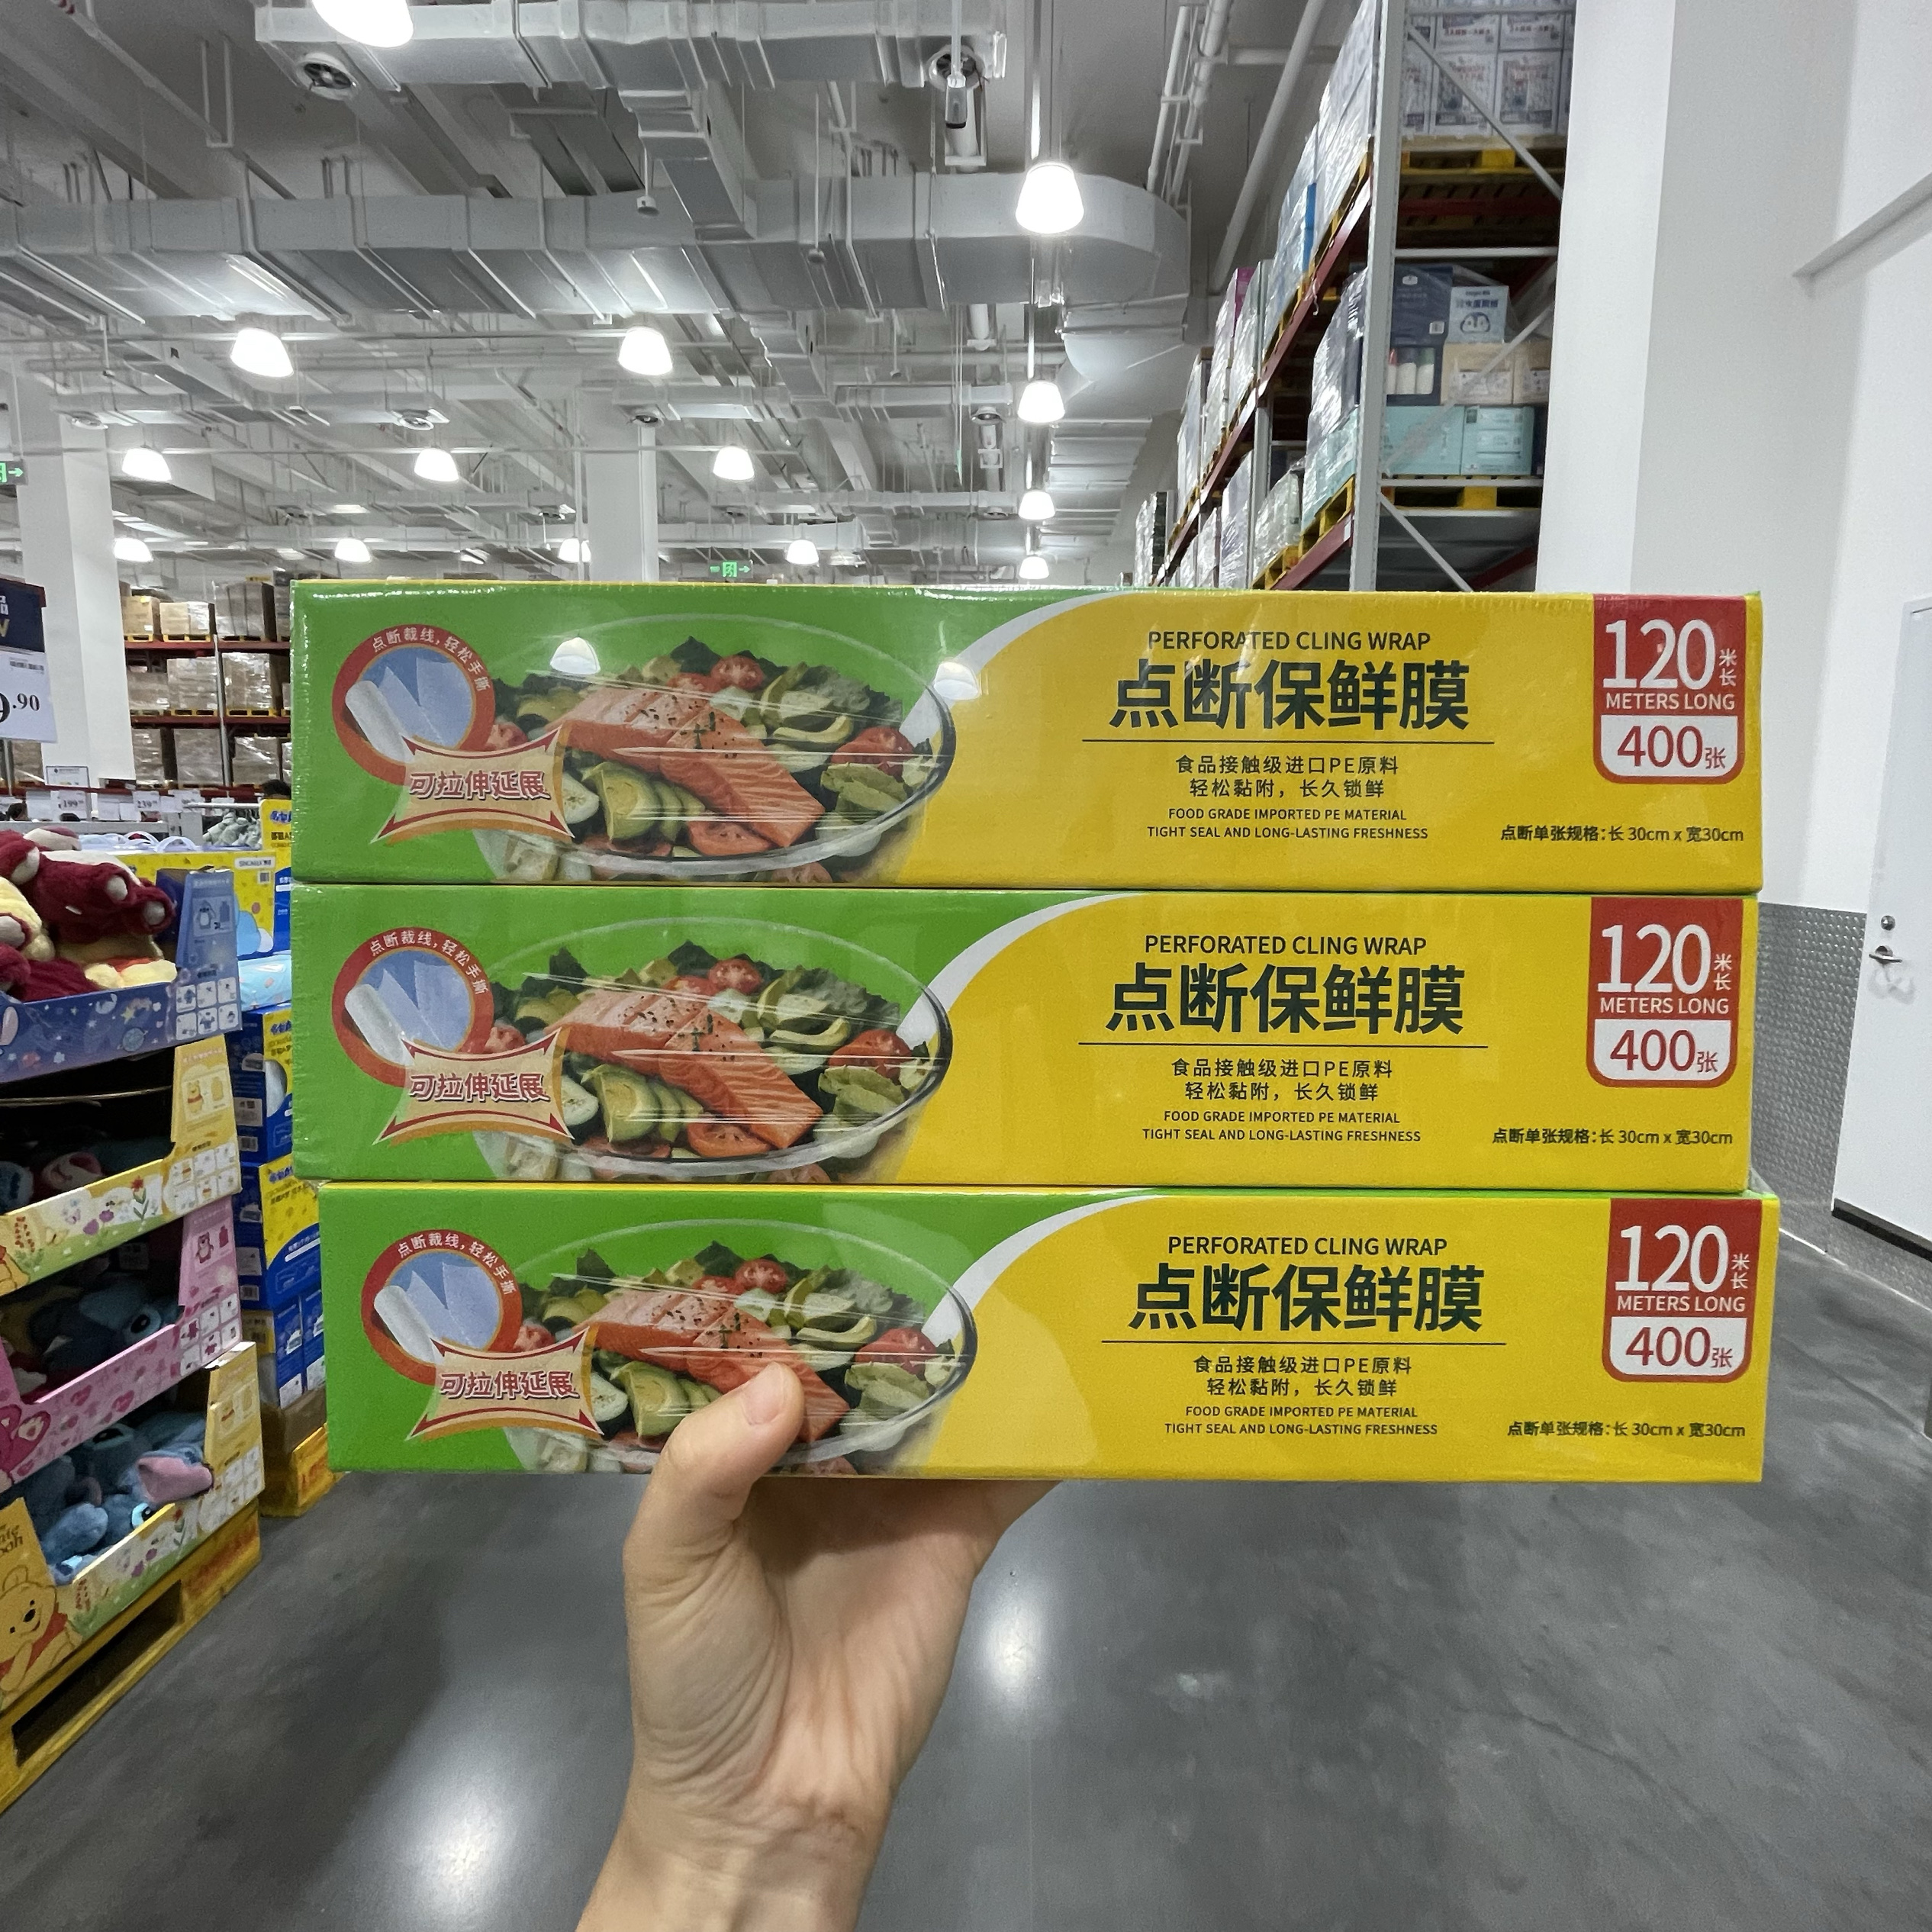 点断裁线，轻松手撕
可拉伸延展
PERFORATED CLING WRAP
点断保鲜膜
食品接触级进口PE原料
轻松黏附，长久锁鲜
FOOD GRADE IMPORTED PE MATERIAL
TIGHT SEAL AND LONG-LASTING FRESHNESS
120米长
METERS LONG
400张
点断单张规格：长 30cm x 宽30cm
点断裁线，轻松手撕
可拉伸延展
PERFORATED CLING WRAP
点断保鲜膜
食品接触级进口PE原料
轻松黏附，长久锁鲜
FOOD GRADE IMPORTED PE MATERIAL
TIGHT SEAL AND LONG-LASTING FRESHNESS
120米长
METERS LONG
400张
点断单张规格：长 30cm x 宽30cm
点断裁线，轻松手撕
可拉伸延展
PERFORATED CLING WRAP
点断保鲜膜
食品接触级进口PE原料
轻松黏附，长久锁鲜
FOOD GRADE IMPORTED PE MATERIAL
TIGHT SEAL AND LONG-LASTING FRESHNESS
120米长
METERS LONG
400张
点断单张规格：长 30cm x 宽30cm
9.90